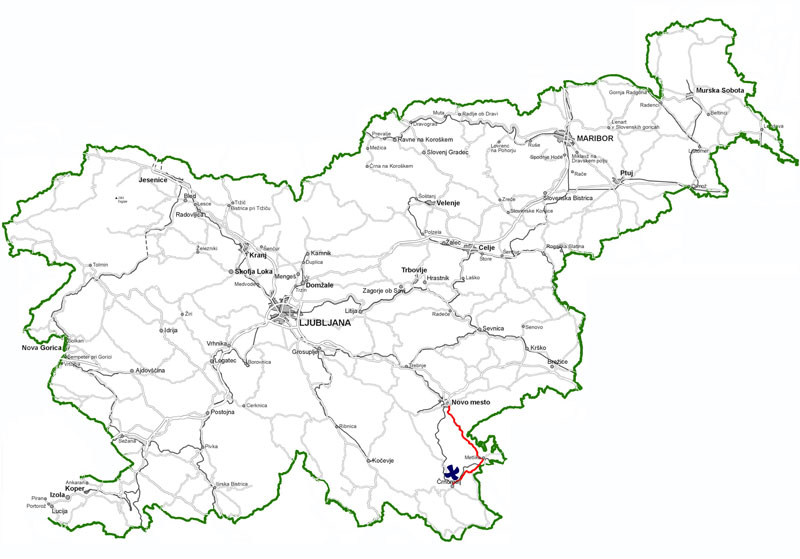 Murska Sobota
Gornja Radgona
Radenci
Beltinci
Lendava
Ljutomer
Muta
Radlje ob Dravi
Dravograd
Prevalje
Ravne na Koroškem
Mežica
Slovenj Gradec
Črna na Koroškem
Lenart
v Slovenskih goricah
MARIBOR
Ruše
Lovrenc
na Pohorju
Spodnje Hoče
Miklavž na
Dravskem polju
Rače
Ptuj
Ormož
Jesenice
Bled
Lesce
Radovljica
Tržič
Bistrica pri Tržiču
Šoštanj
Velenje
Zreče
Slovenska Bistrica
Slovenske Konjice
Polzela
Žalec
Celje
Store
Šentjur
Rogaška Slatina
Železniki
Šenčur
Kranj
Kamnik
Duplica
Tolmin
Škofja Loka
Mengeš
Medvode
Domžale
Trzin
Trbovlje
Hrastnik
Laško
Zagorje ob Savi
Litija
Radeče
Žiri
Idrija
LJUBLJANA
Sevnica
Senovo
Krško
Brežice
Vrhnika
Grosuplje
Nova Gorica
Solkan
Šempeter pri Gorici
Vrtojba
Ajdovščina
Logatec
Borovnica
Trebnje
Novo mesto
Postojna
Cerknica
Ribnica
Sežana
Pivka
Kočevje
Metlika
Ilirska Bistrica
Črnomelj
Ankaran
Koper
Izola
Piran
Portorož
Lucija